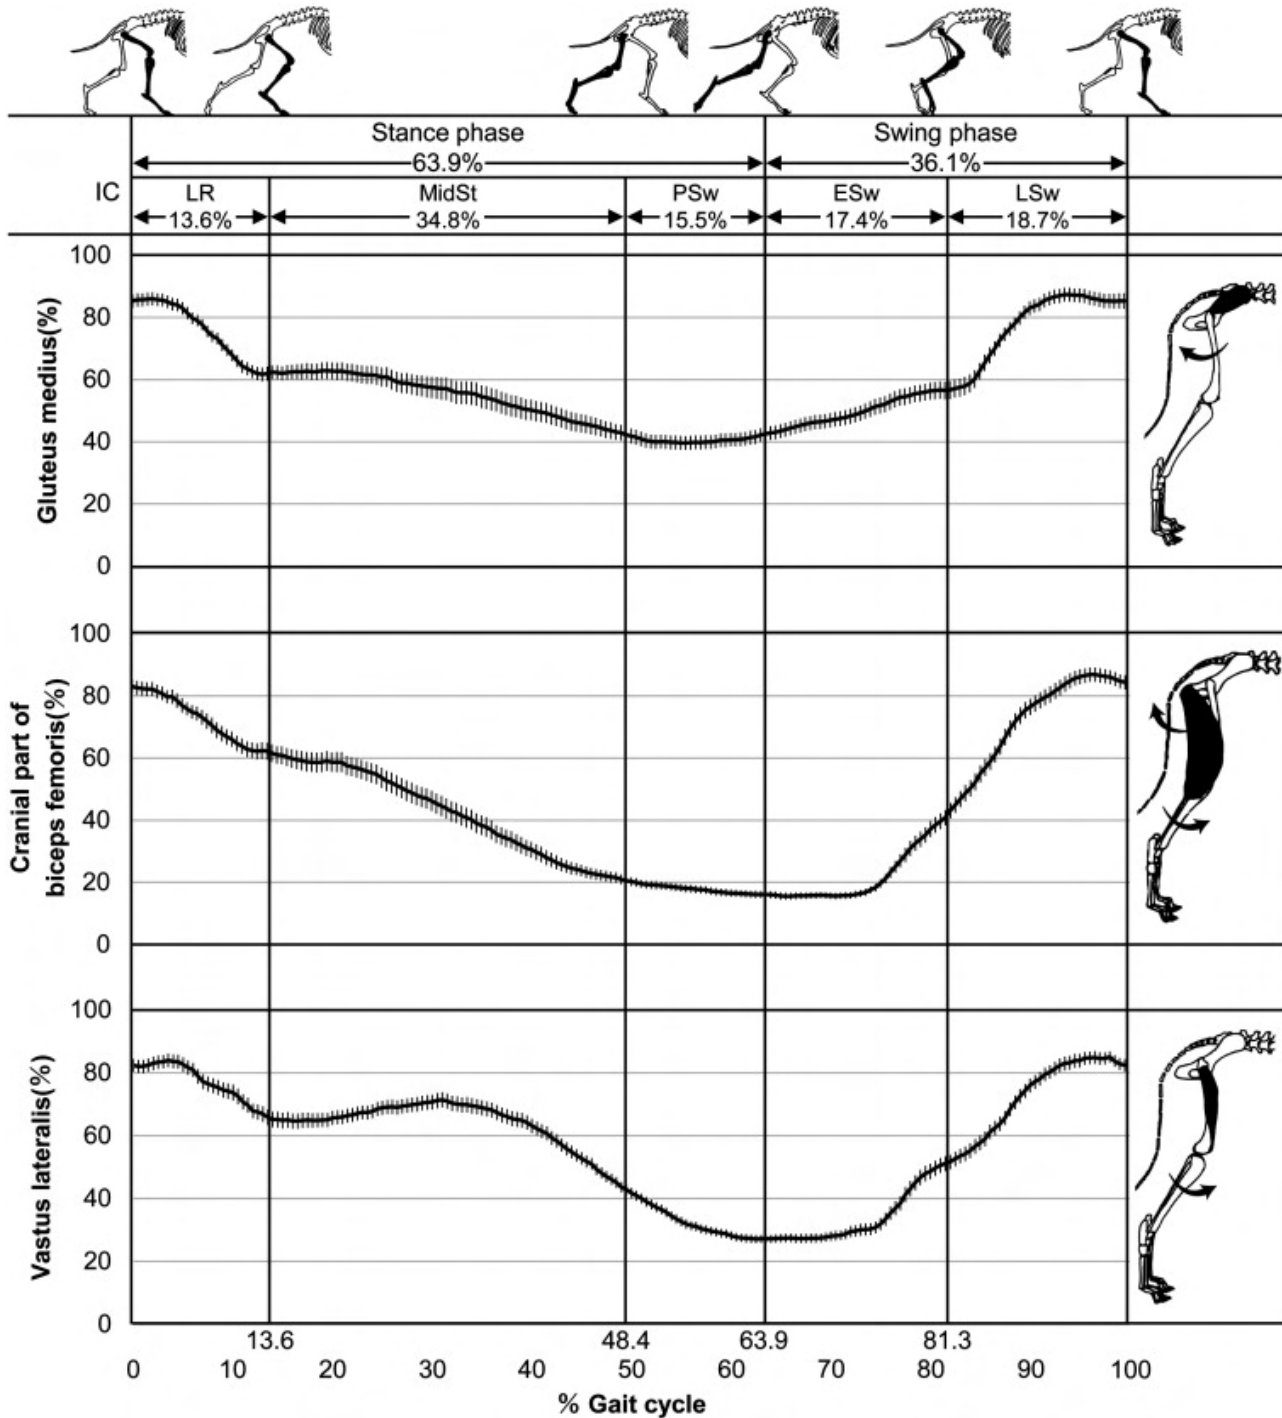 Stance phase Swing phase
63.9% 36.1%
IC LR MidSt PSw ESw LSw
13.6% 34.8% 15.5% 17.4% 18.7%
Gluteus medius(%)
100
80
60
40
20
0
Cranial part of
biceps femoris(%)
100
80
60
40
20
0
Vastus lateralis(%)
100
80
60
40
20
0
13.6 48.4 63.9 81.3
0 10 20 30 40 50 60 70 80 90 100
% Gait cycle